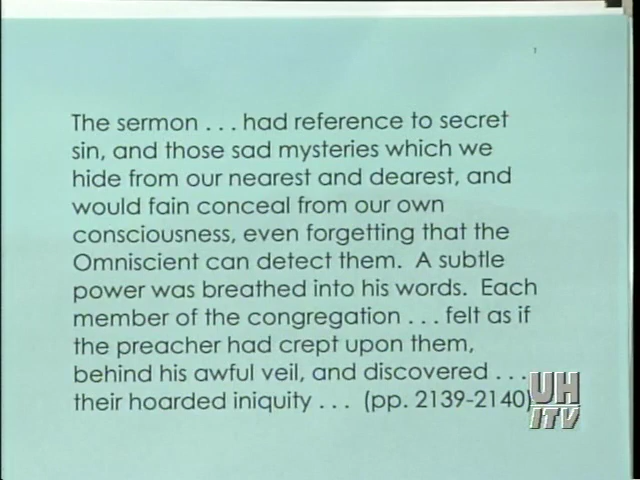 The sermon . . . had reference to secret
sin, and those sad mysteries which we
hide from our nearest and dearest, and
would fain conceal from our own
consciousness, even forgetting that the
Omniscient can detect them.  A subtle
power was breathed into his words.  Each
member of the congregation . . . felt as if
the preacher had crept upon them,
behind his awful veil, and discovered . . .
their hoarded iniquity . . .  (pp. 2139-2140)
UH
ITV